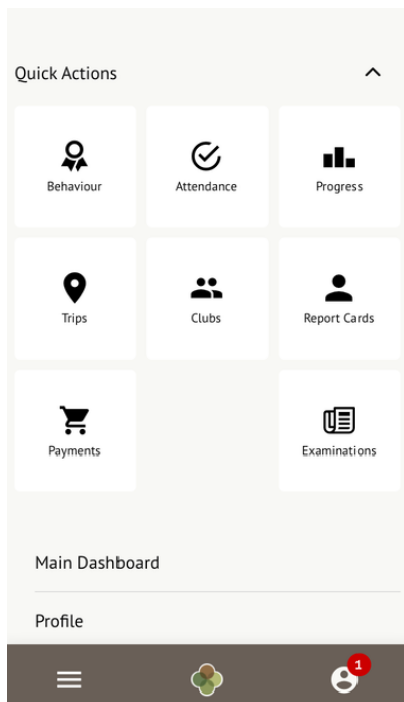 Quick Actions
Behaviour
Attendance
Progress
Trips
Clubs
Report Cards
Payments
Examinations
Main Dashboard
Profile
1